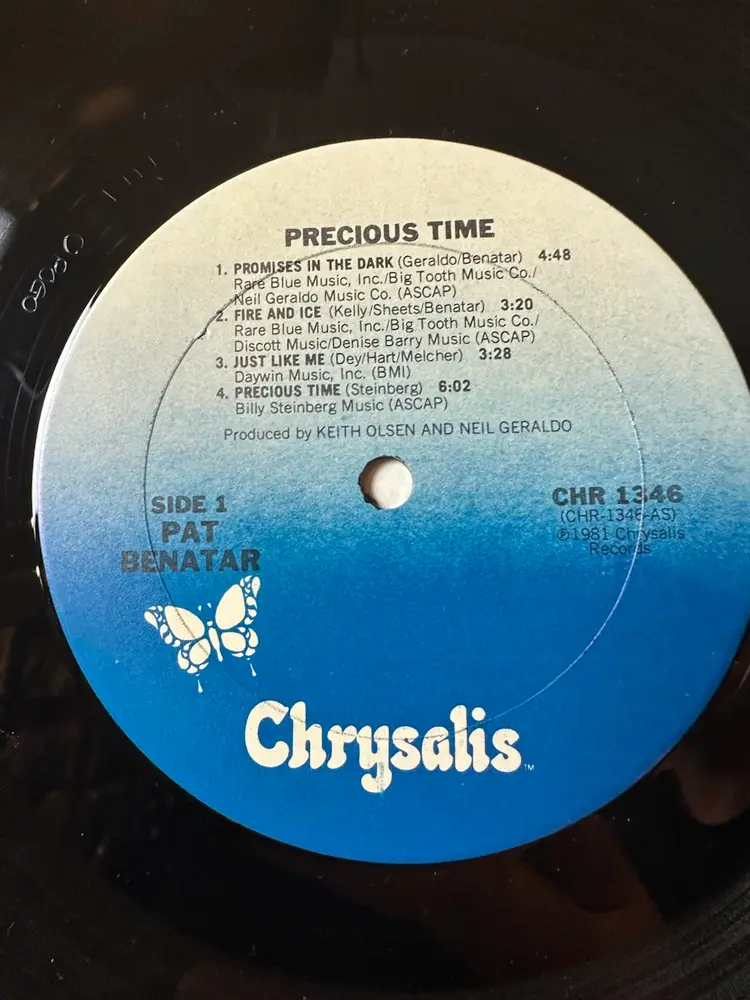 PRECIOUS TIME
1. PROMISES IN THE DARK (Geraldo/Benatar) 4:48
Rare Blue Music, Inc./Big Tooth Music Co./
Neil Geraldo Music Co. (ASCAP)
2. FIRE AND ICE (Kelly/Sheets/Benatar) 3:20
Rare Blue Music, Inc./Big Tooth Music Co./
Discott Music/Denise Barry Music (ASCAP)
3. JUST LIKE ME (Dey/Hart/Melcher) 3:28
Daywin Music, Inc. (BMI)
4. PRECIOUS TIME (Steinberg) 6:02
Billy Steinberg Music (ASCAP)
Produced by KEITH OLSEN AND NEIL GERALDO
SIDE 1
PAT
BENATAR
CHR 1346
(CHR-1346-AS)
℗1981 Chrysalis
Records
Chrysalis™